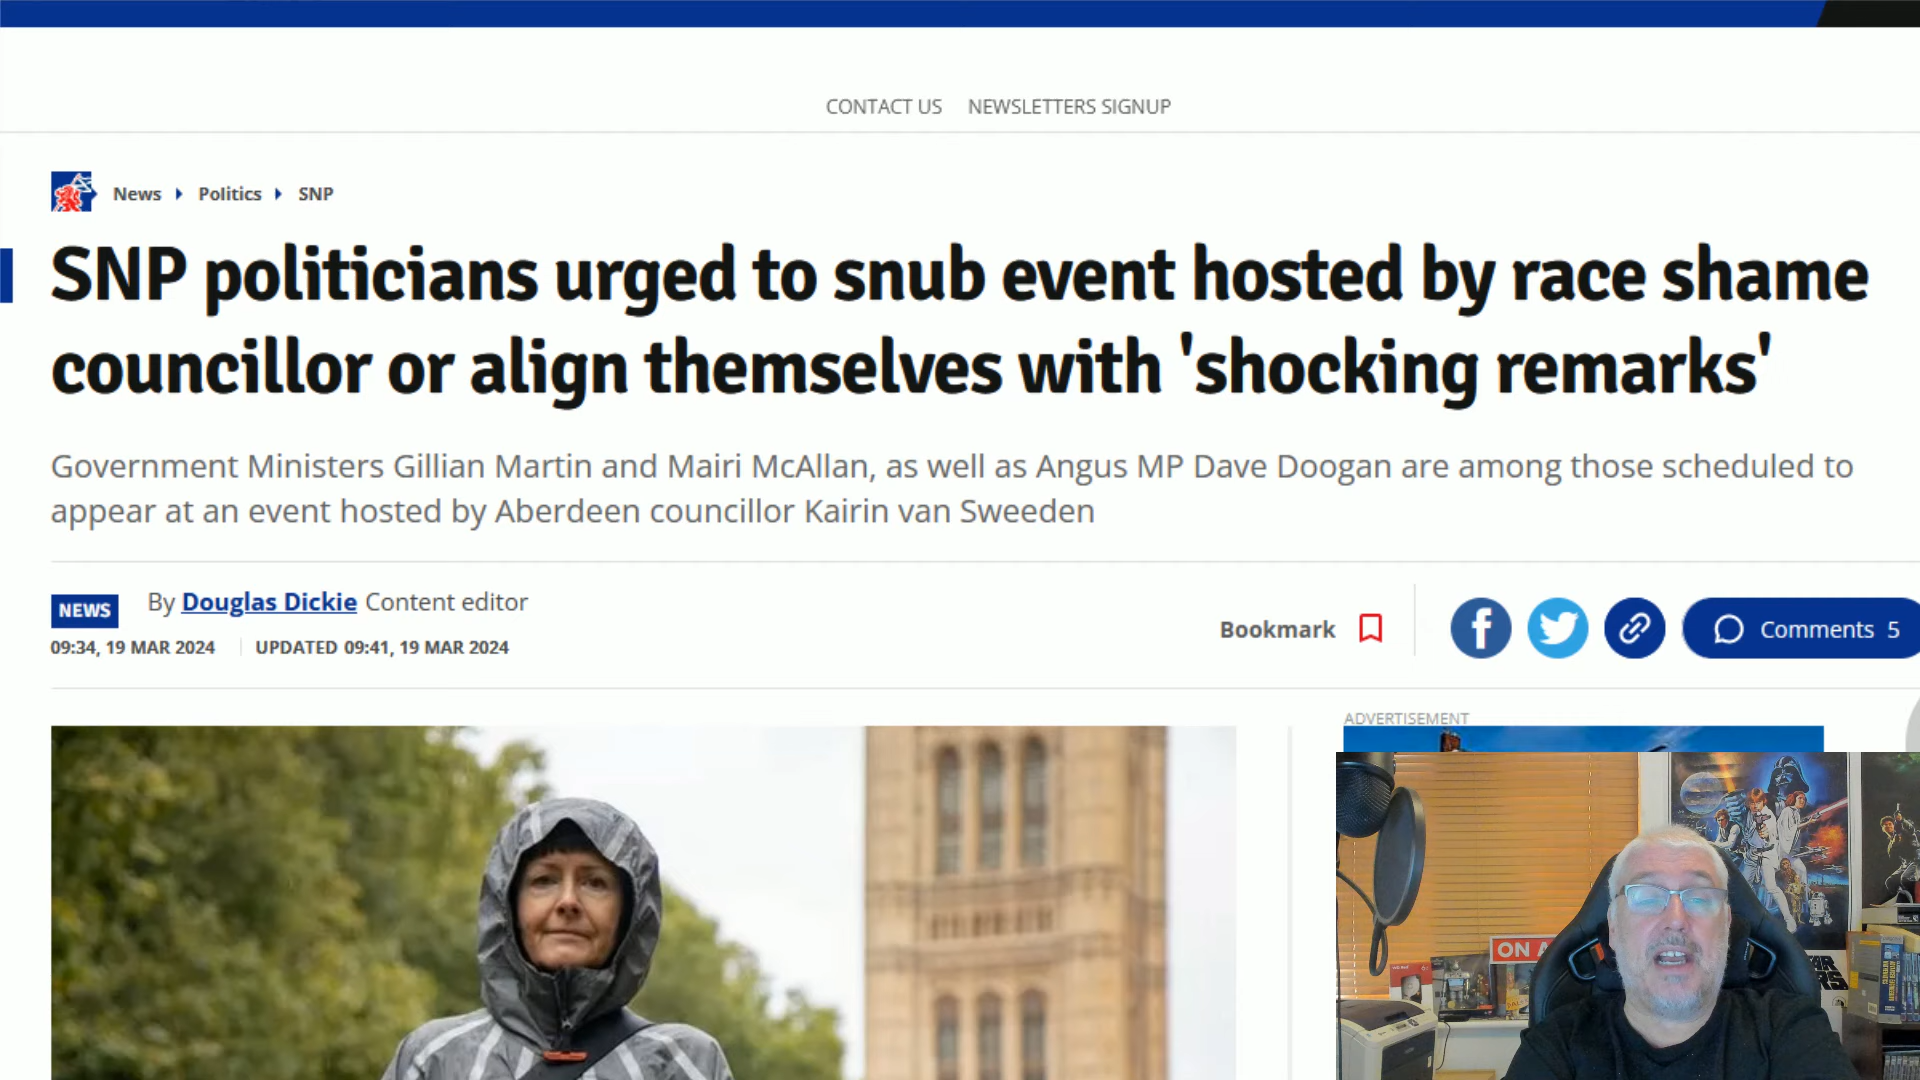 CONTACT US NEWSLETTERS SIGNUP
News Politics SNP
SNP politicians urged to snub event hosted by race shame
councillor or align themselves with 'shocking remarks'
Government Ministers Gillian Martin and Mairi McAllan, as well as Angus MP Dave Doogan are among those scheduled to
appear at an event hosted by Aberdeen councillor Kairin van Sweeden
NEWS By Douglas Dickie Content editor
09:34, 19 MAR 2024 UPDATED 09:41, 19 MAR 2024
Bookmark
Comments 5
ADVERTISEMENT
ON A